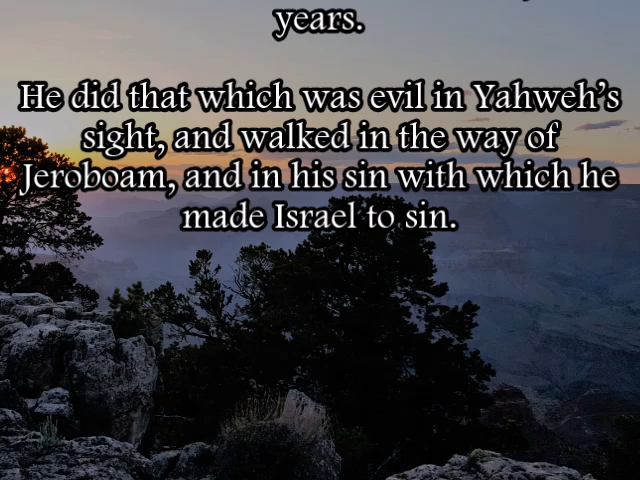 years.
He did that which was evil in Yahweh's
sight, and walked in the way of
Jeroboam, and in his sin with which he
made Israel to sin.